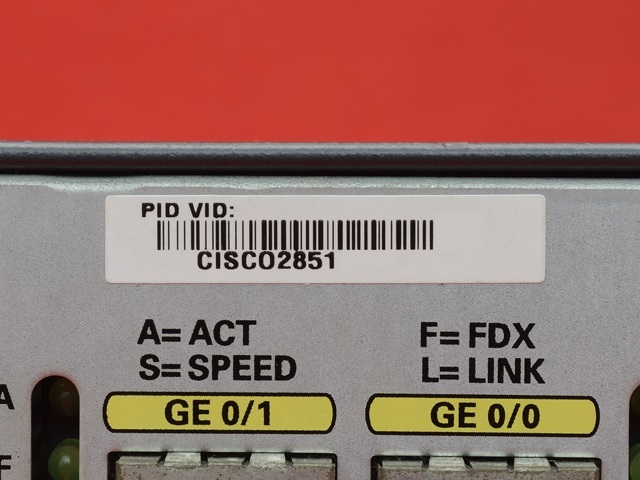 PID VID:
CISCO2851
A= ACT F= FDX
S= SPEED L= LINK
GE 0/1 GE 0/0
A
F